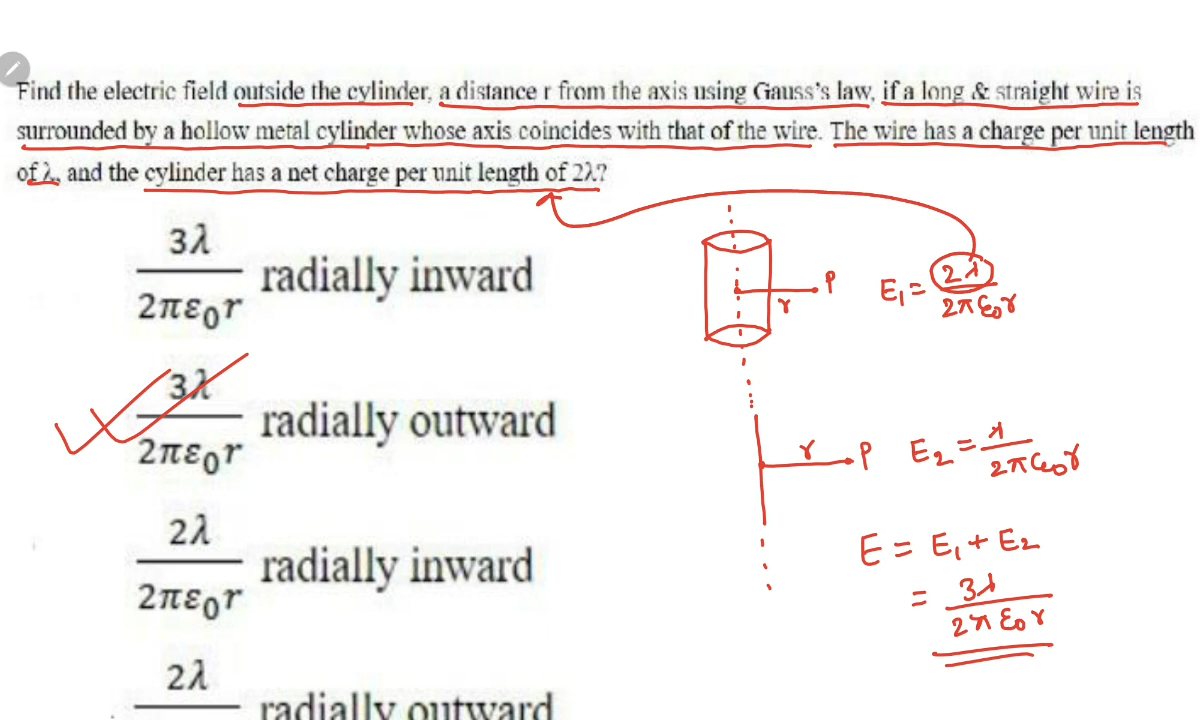 Find the electric field outside the cylinder, a distance r from the axis using Gauss's law, if a long & straight wire is
surrounded by a hollow metal cylinder whose axis coincides with that of the wire. The wire has a charge per unit length
of λ, and the cylinder has a net charge per unit length of 2λ?
3λ
2πε₀r
radially inward
3λ
2πε₀r
radially outward
2λ
2πε₀r
radially inward
2λ
radially outward
r P
E₁ = 2λ
2πε₀r
r P
E₂ = λ
2πε₀r
E = E₁ + E₂
= 3λ
2πε₀r